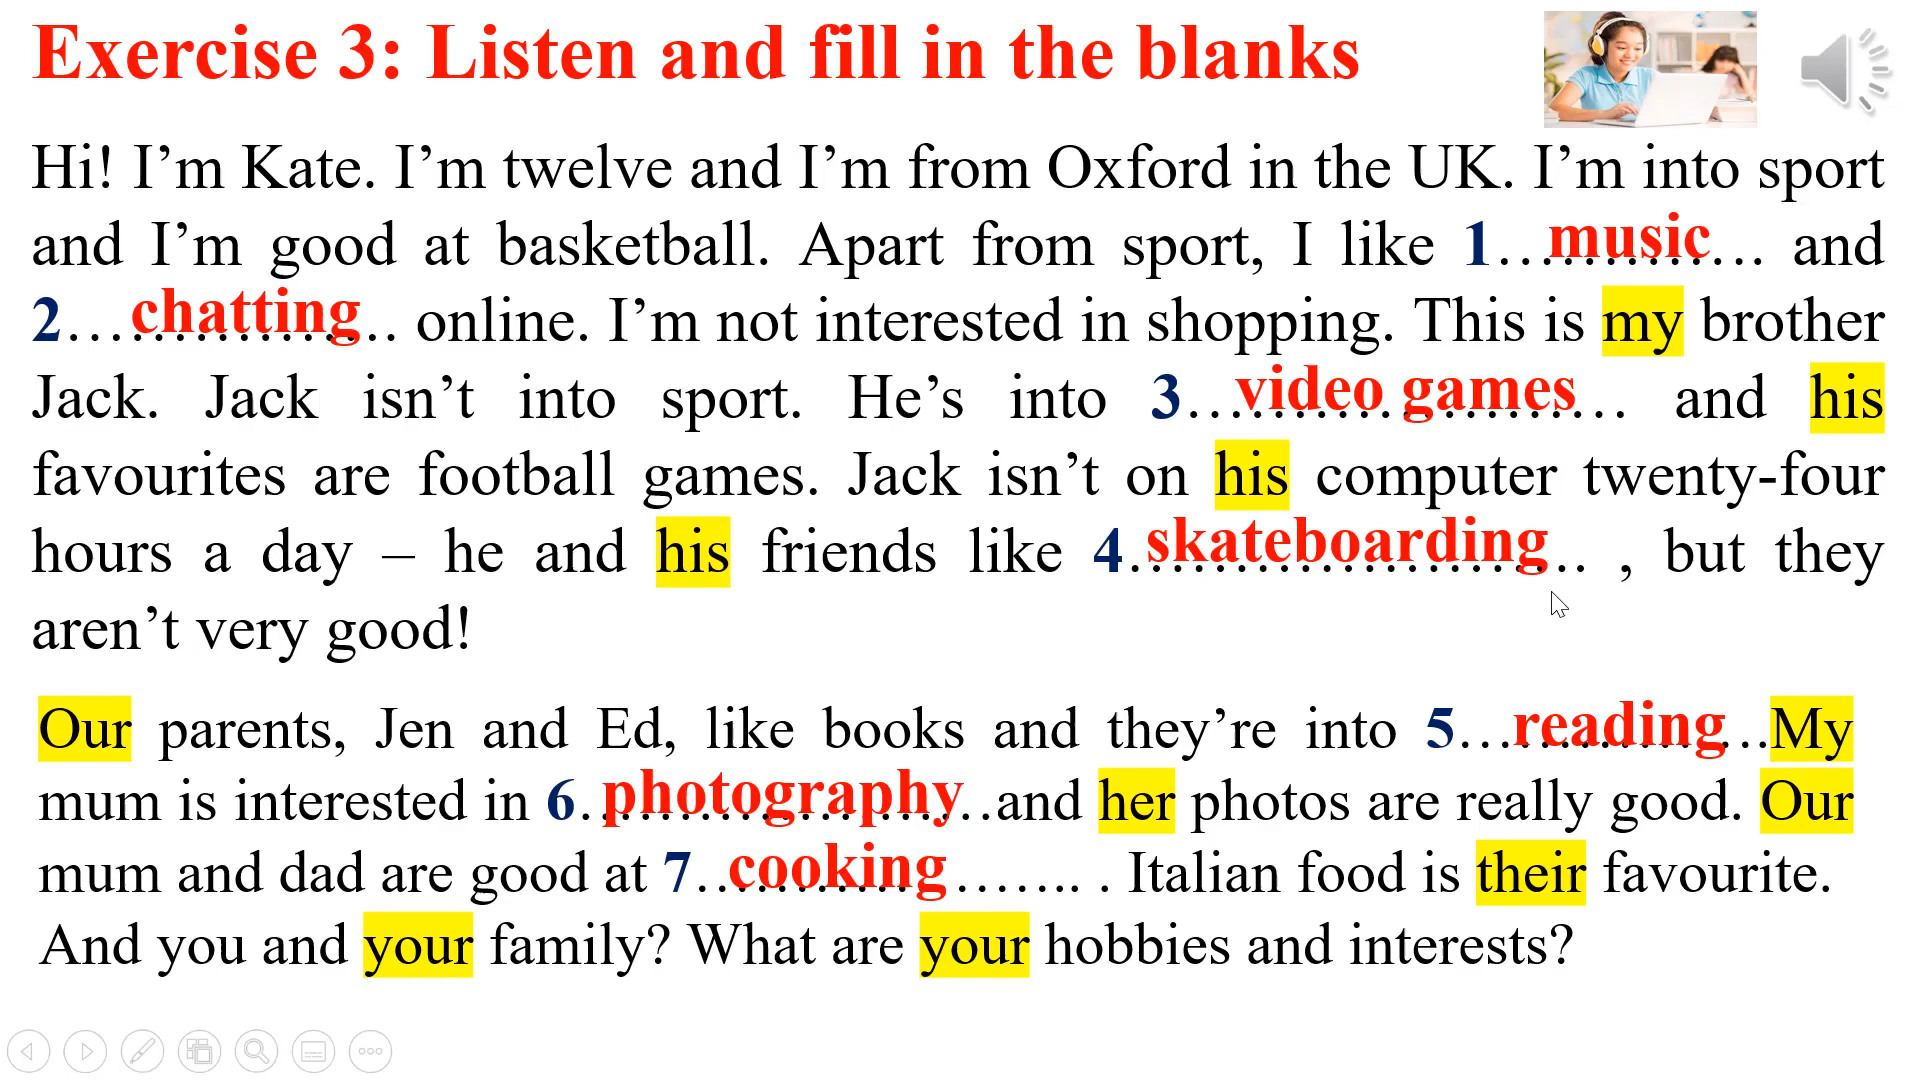 Exercise 3: Listen and fill in the blanks
Hi! I’m Kate. I’m twelve and I’m from Oxford in the UK. I’m into sport
and I’m good at basketball. Apart from sport, I like 1…music…. and
2…chatting….. online. I’m not interested in shopping. This is my brother
Jack. Jack isn’t into sport. He’s into 3…video games… and his
favourites are football games. Jack isn’t on his computer twenty-four
hours a day – he and his friends like 4.skateboarding.. , but they
aren’t very good!
Our parents, Jen and Ed, like books and they’re into 5…reading….My
mum is interested in 6.photography….and her photos are really good. Our
mum and dad are good at 7…cooking…….. . Italian food is their favourite.
And you and your family? What are your hobbies and interests?